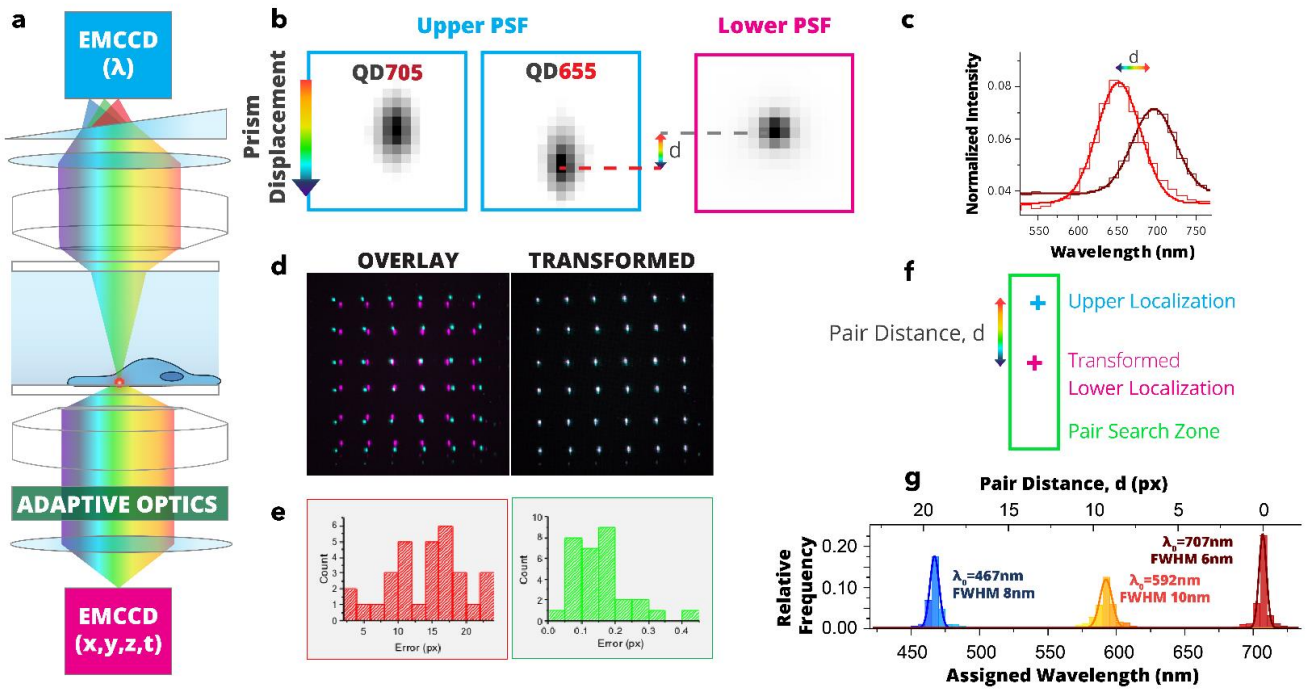 a
EMCCD
(λ)
ADAPTIVE OPTICS
EMCCD
(x,y,z,t)
b
Upper PSF
Lower PSF
Prism
Displacement
QD705
QD655
d
c
d
Normalized Intensity
0.08
0.06
0.04
550
600
650
700
750
Wavelength (nm)
d
OVERLAY
TRANSFORMED
e
Count
6
5
4
3
2
1
0
5
10
15
20
Error (px)
Count
10
8
6
4
2
0
0.0
0.1
0.2
0.3
0.4
Error (px)
f
Pair Distance, d
Upper Localization
Transformed
Lower Localization
Pair Search Zone
g
Pair Distance, d (px)
20
15
10
5
0
Relative
Frequency
0.20
0.10
0.00
λ₀=467nm
FWHM 8nm
λ₀=592nm
FWHM 10nm
λ₀=707nm
FWHM 6nm
450
500
550
600
650
700
Assigned Wavelength (nm)